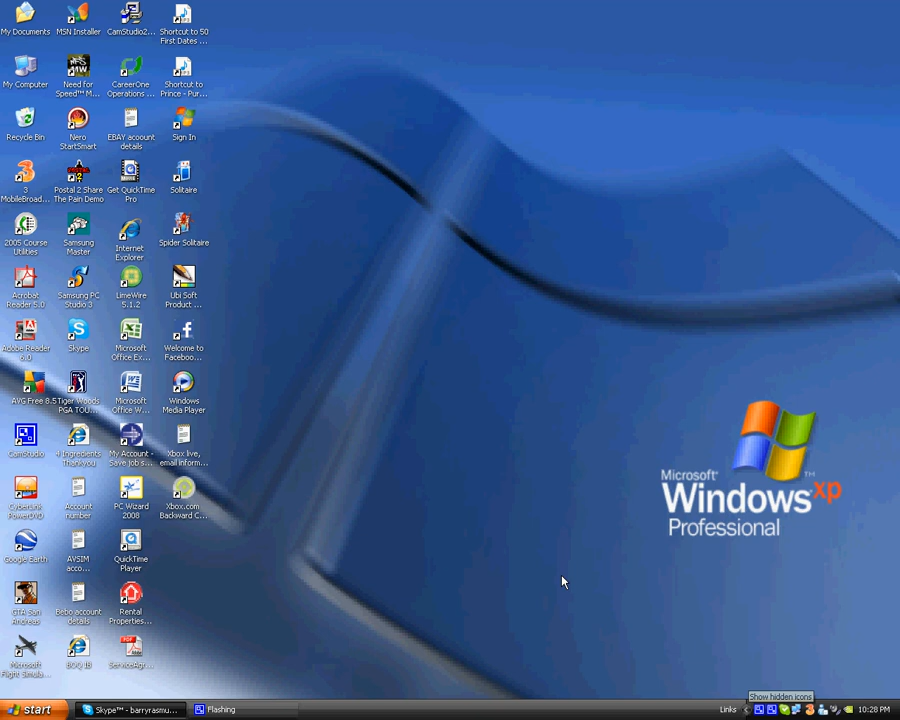 My Documents
MSN Installer
CamStudio2...
Shortcut to 50
First Dates ...
My Computer
Need for
Speed™ M...
CareerOne
Operations ...
Shortcut to
Prince - Pur...
Recycle Bin
Nero
StartSmart
EBAY acoount
details
Sign In
3
MobileBroad...
Postal 2 Share
The Pain Demo
Get QuickTime
Pro
Solitaire
2005 Course
Utilities
Samsung
Master
Internet
Explorer
Spider Solitaire
Acrobat
Reader 5.0
Samsung PC
Studio 3
LimeWire
5.1.2
Ubi Soft
Product ...
Adobe Reader
6.0
Skype
Microsoft
Office Ex...
Welcome to
Faceboo...
AVG Free 8.5
Tiger Woods
PGA TOU...
Microsoft
Office W...
Windows
Media Player
CamStudio
4 Ingredients
Thankyou
My Account -
Save job s...
Xbox live,
email inform...
CyberLink
PowerDVD
Account
number
PC Wizard
2008
Xbox.com
Backward C...
Google Earth
AVSIM
acco...
QuickTime
Player
GTA San
Andreas
Bebo account
details
Rental
Properties...
Microsoft
Flight Simula...
BOQ IB
ServiceAgr...
Microsoft®
Windows xp
TM
Professional
Show hidden icons
start
Skype™ - barryrasmu...
Flashing
Links
10:28 PM